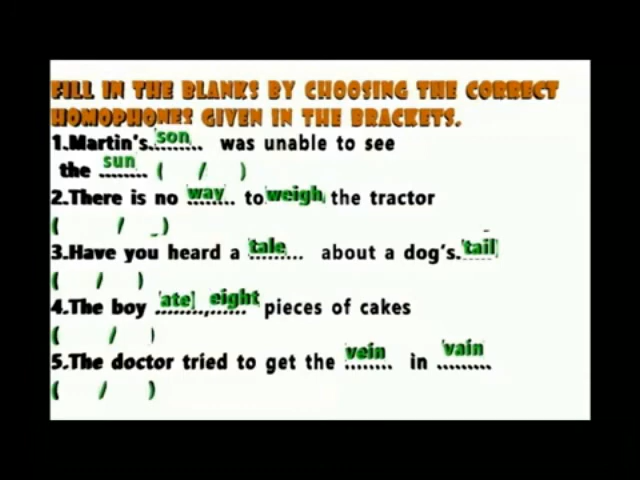 FILL IN THE BLANKS BY CHOOSING THE CORRECT
HOMOPHONES GIVEN IN THE BRACKETS.
1.Martin's son......... was unable to see
the sun ........ ( / )
2.There is no way ........ to weigh the tractor
( / _ )
3.Have you heard a tale ......... about a dog's. tail
( / )
4.The boy ate ........,...... eight pieces of cakes
( / )
5.The doctor tried to get the vein ........ in vain .........
( / )